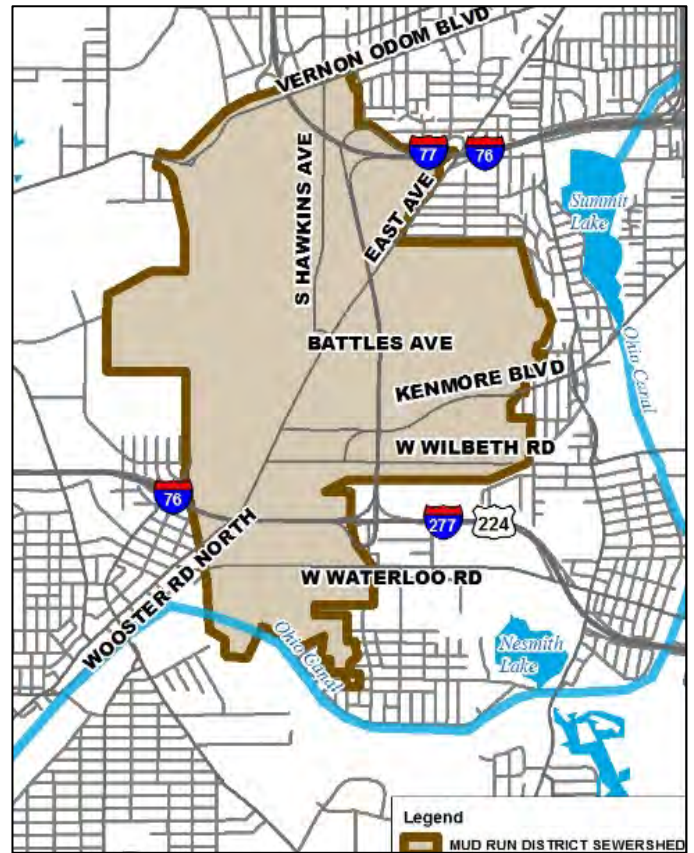 VERNON ODOM BLVD
77
76
S HAWKINS AVE
EAST AVE
Summit
Lake
BATTLES AVE
Ohio Canal
KENMORE BLVD
W WILBETH RD
76
277
224
WOOSTER RD NORTH
W WATERLOO RD
Ohio Canal
Nesmith
Lake
Legend
MUD RUN DISTRICT SEWERSHED